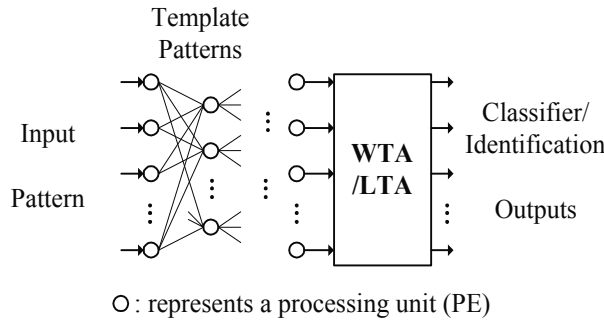 Template
Patterns
Input
Pattern
WTA
/LTA
Classifier/
Identification
Outputs
O : represents a processing unit (PE)